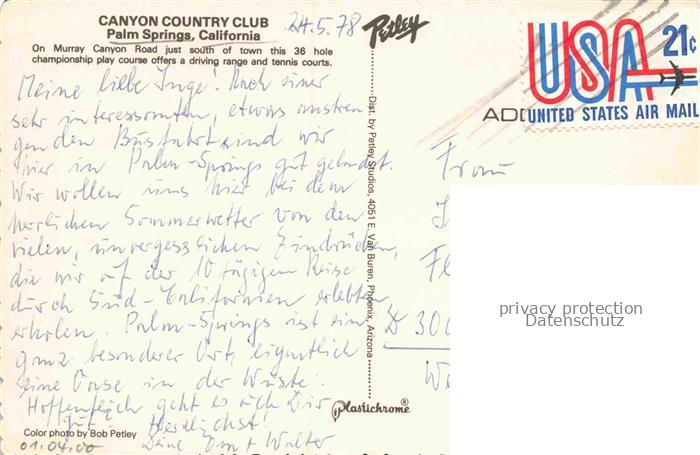 CANYON COUNTRY CLUB
Palm Springs, California
24.5.78
On Murray Canyon Road just south of town this 36 hole
championship play course offers a driving range and tennis courts.
Petley
USA 21c
UNITED STATES AIR MAIL
ADD
Meine liebe Inge! Nach einer
sehr interessanten, etwas anstren
genden Busfahrt sind wir
hier in Palm-Springs gut gelandet.
Wir wollen uns hier bei dem
herrlichen Sommerwetter von den
vielen, unvergesslichen Eindrücken,
die wir auf der 10 tägigen Reise
durch Süd-Californien erlebten
erholen. Palm-Springs ist ein
ganz besonderer Ort, eigentlich
eine Oase in der Wüste.
Hoffentlich geht es auch Dir
gut. Herzlichst!
Deine Walter
Dist. by Petley Studios, 4051 E. Van Buren, Phoenix, Arizona
Frau
D 300
privacy protection
Datenschutz
Plastichrome®
Color photo by Bob Petley
01.04.00